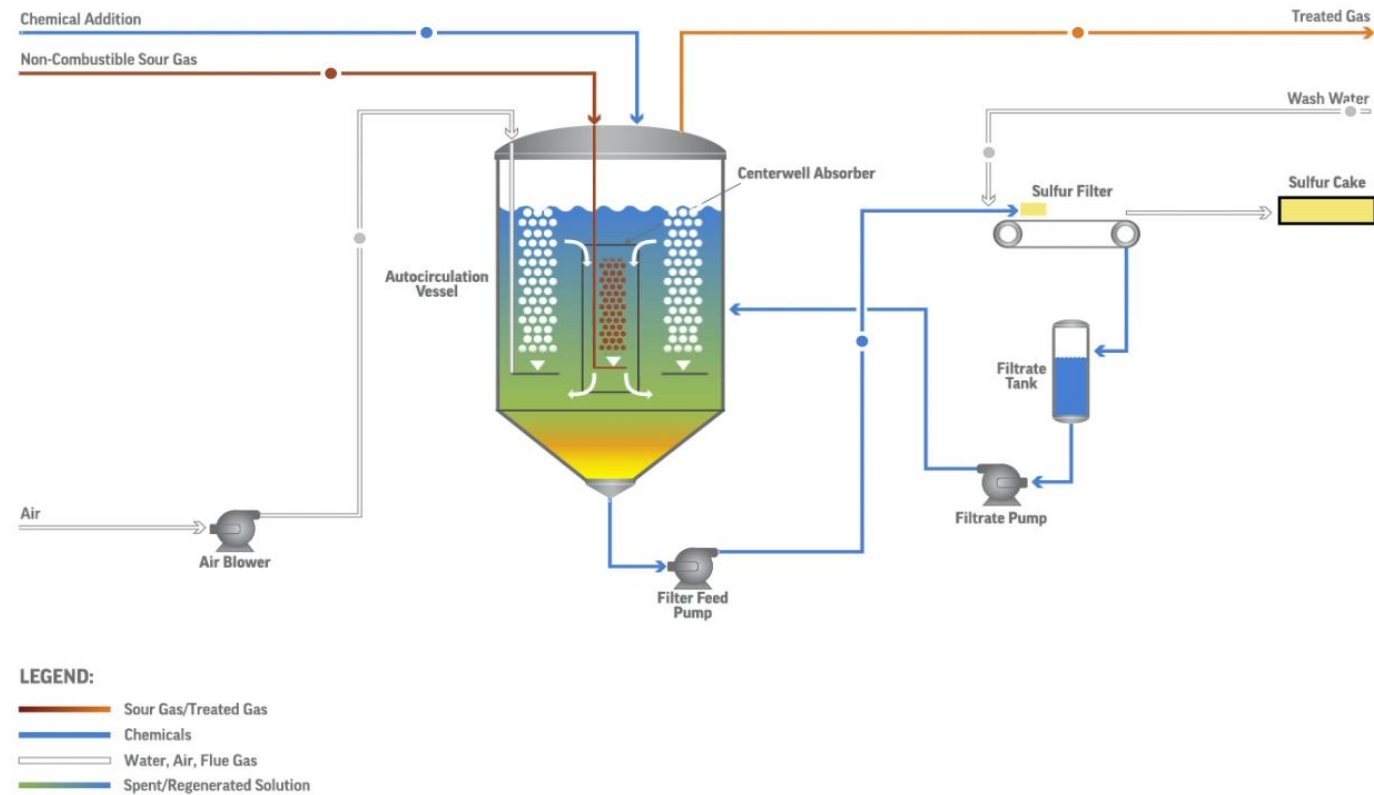 Chemical Addition
Treated Gas
Non-Combustible Sour Gas
Wash Water
Centerwell Absorber
Sulfur Filter
Sulfur Cake
Autocirculation
Vessel
Filtrate
Tank
Air
Air Blower
Filtrate Pump
Filter Feed
Pump
LEGEND:
Sour Gas/Treated Gas
Chemicals
Water, Air, Flue Gas
Spent/Regenerated Solution